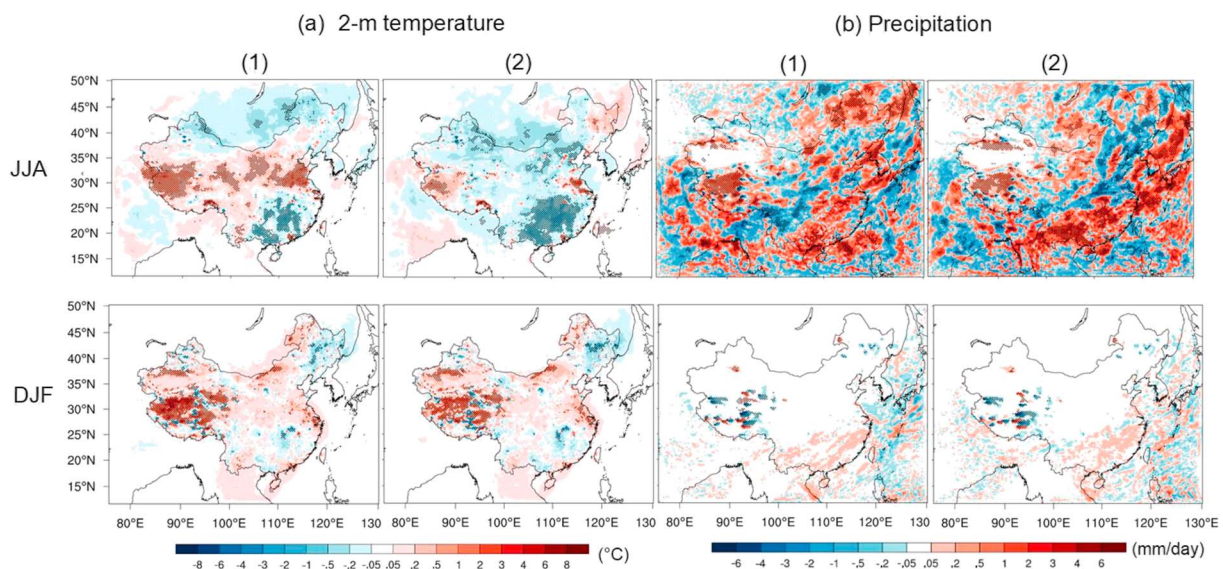 (a) 2-m temperature (b) Precipitation
(1) (2) (1) (2)
JJA
50°N
45°N
40°N
35°N
30°N
25°N
20°N
15°N
DJF
50°N
45°N
40°N
35°N
30°N
25°N
20°N
15°N
80°E 90°E 100°E 110°E 120°E 130 80°E 90°E 100°E 110°E 120°E 130 80°E 90°E 100°E 110°E 120°E 80°E 90°E 100°E 110°E 120°E 130°E
-8 -4 -3 -2 -1 -.5 -.2 -.05 .05 .2 .5 1 2 3 4 8 (°C)
-6 -4 -3 -2 -1 -.5 -.2 -.05 .05 .2 .5 1 2 3 4 6 (mm/day)